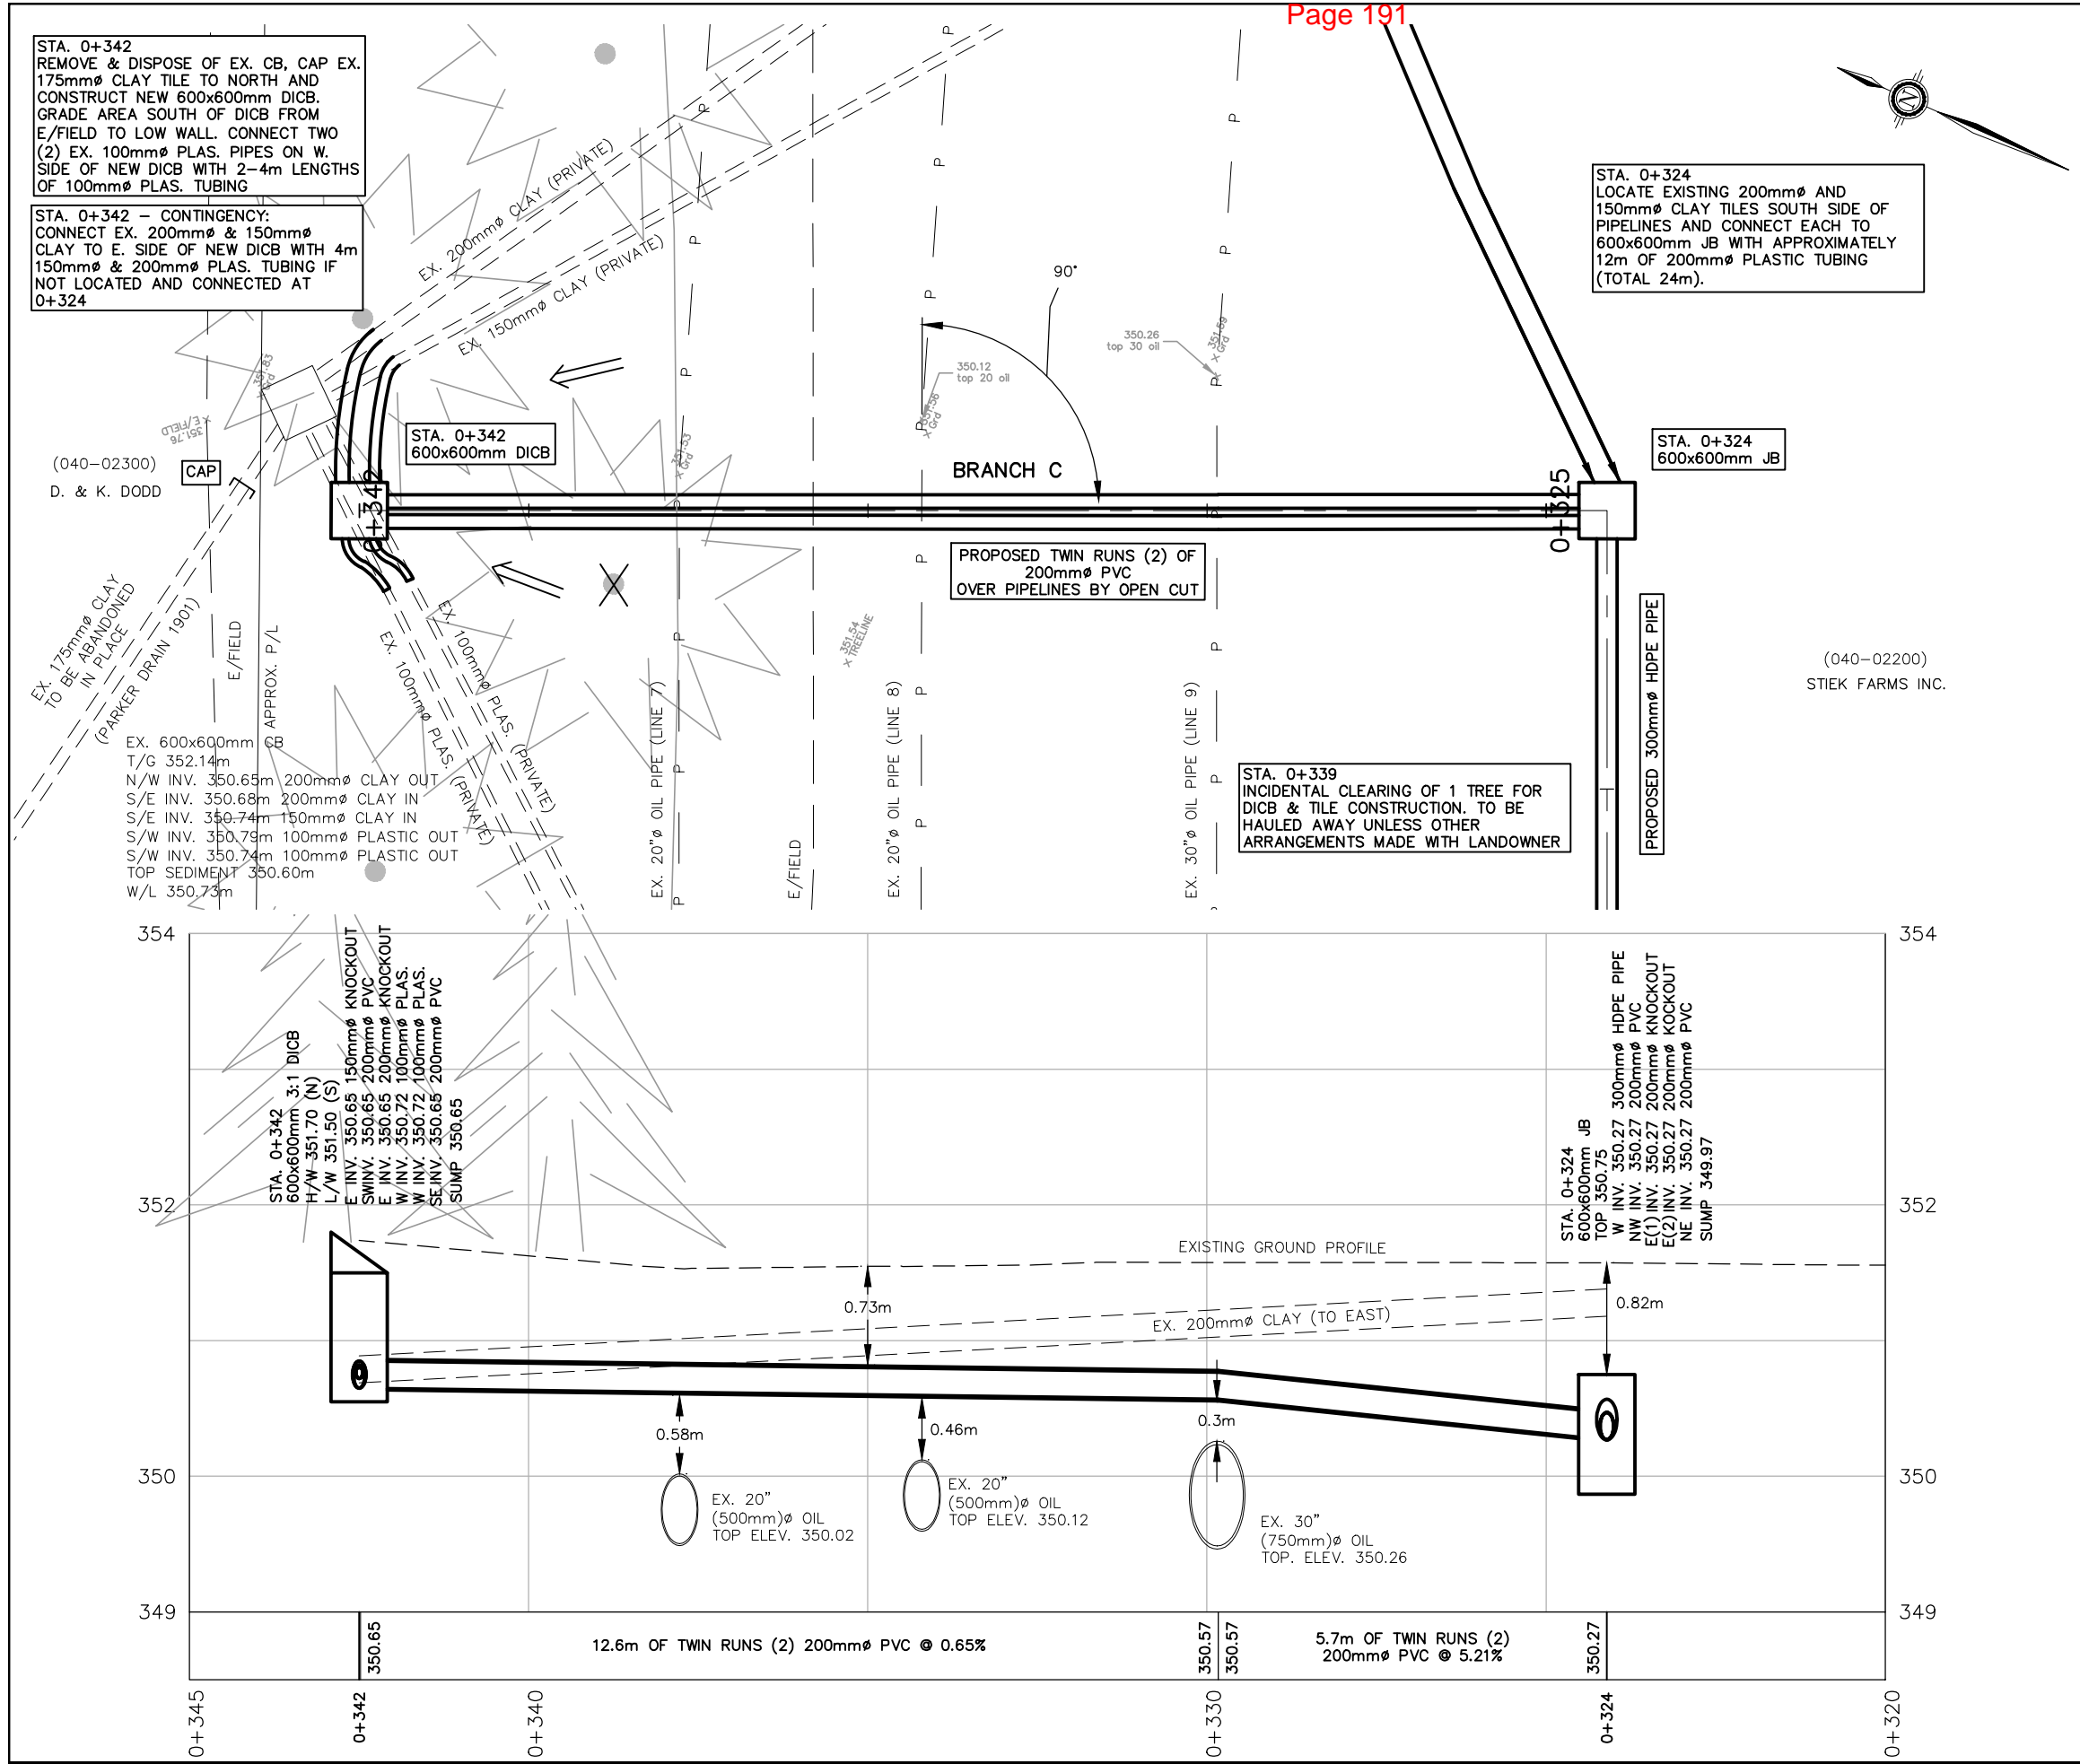 Page 191
STA. 0+342
REMOVE & DISPOSE OF EX. CB, CAP EX.
175mmø CLAY TILE TO NORTH AND
CONSTRUCT NEW 600x600mm DICB.
GRADE AREA SOUTH OF DICB FROM
E/FIELD TO LOW WALL. CONNECT TWO
(2) EX. 100mmø PLAS. PIPES ON W.
SIDE OF NEW DICB WITH 2-4m LENGTHS
OF 100mmø PLAS. TUBING
STA. 0+342 - CONTINGENCY:
CONNECT EX. 200mmø & 150mmø
CLAY TO E. SIDE OF NEW DICB WITH 4m
150mmø & 200mmø PLAS. TUBING IF
NOT LOCATED AND CONNECTED AT
0+324
N
STA. 0+324
LOCATE EXISTING 200mmø AND
150mmø CLAY TILES SOUTH SIDE OF
PIPELINES AND CONNECT EACH TO
600x600mm JB WITH APPROXIMATELY
12m OF 200mmø PLASTIC TUBING
(TOTAL 24m).
EX. 200mmø CLAY (PRIVATE)
EX. 150mmø CLAY (PRIVATE)
90°
350.26
top 30 oil
351.69
x Grd
350.12
top 20 oil
351.56
x Grd
351.83
x Grd
351.76
x E/FIELD
351.53
x Grd
STA. 0+342
600x600mm DICB
STA. 0+324
600x600mm JB
(040-02300)
D. & K. DODD
CAP
BRANCH C
0+342
0+325
PROPOSED TWIN RUNS (2) OF
200mmø PVC
OVER PIPELINES BY OPEN CUT
EX. 175mmø CLAY
TO BE ABANDONED
IN PLACE
(PARKER DRAIN 1901)
E/FIELD
APPROX. P/L
EX. 100mmø PLAS. (PRIVATE)
EX. 100mmø PLAS. (PRIVATE)
351.54
x TREELINE
EX. 20"ø OIL PIPE (LINE 7)
E/FIELD
EX. 20"ø OIL PIPE (LINE 8)
EX. 30"ø OIL PIPE (LINE 9)
PROPOSED 300mmø HDPE PIPE
(040-02200)
STIEK FARMS INC.
EX. 600x600mm CB
T/G 352.14m
N/W INV. 350.65m 200mmø CLAY OUT
S/E INV. 350.68m 200mmø CLAY IN
S/E INV. 350.74m 150mmø CLAY IN
S/W INV. 350.79m 100mmø PLASTIC OUT
S/W INV. 350.74m 100mmø PLASTIC OUT
TOP SEDIMENT 350.60m
W/L 350.73m
STA. 0+339
INCIDENTAL CLEARING OF 1 TREE FOR
DICB & TILE CONSTRUCTION. TO BE
HAULED AWAY UNLESS OTHER
ARRANGEMENTS MADE WITH LANDOWNER
P P P P P P P P
P P P P P P P P
P P P P P P P P
354
354
352
352
350
350
349
349
STA. 0+342
600x600mm 3:1 DICB
H/W 351.70 (N)
L/W 351.50 (S)
E INV. 350.65 150mmø KNOCKOUT
SWINV. 350.65 200mmø PVC
E INV. 350.65 200mmø KNOCKOUT
W INV. 350.72 100mmø PLAS.
W INV. 350.72 100mmø PLAS.
SEINV. 350.65 200mmø PVC
SUMP 350.65
STA. 0+324
600x600mm JB
TOP 350.75
W INV. 350.27 300mmø HDPE PIPE
NW INV. 350.27 200mmø PVC
E(1) INV. 350.27 200mmø KNOCKOUT
E(2) INV. 350.27 200mmø KOCKOUT
NE INV. 350.27 200mmø PVC
SUMP 349.97
EXISTING GROUND PROFILE
0.73m
0.82m
EX. 200mmø CLAY (TO EAST)
0.58m
0.46m
0.3m
EX. 20"
(500mm)ø OIL
TOP ELEV. 350.02
EX. 20"
(500mm)ø OIL
TOP ELEV. 350.12
EX. 30"
(750mm)ø OIL
TOP. ELEV. 350.26
350.65
12.6m OF TWIN RUNS (2) 200mmø PVC @ 0.65%
350.57
350.57
5.7m OF TWIN RUNS (2)
200mmø PVC @ 5.21%
350.27
0+345
0+342
0+340
0+330
0+324
0+320